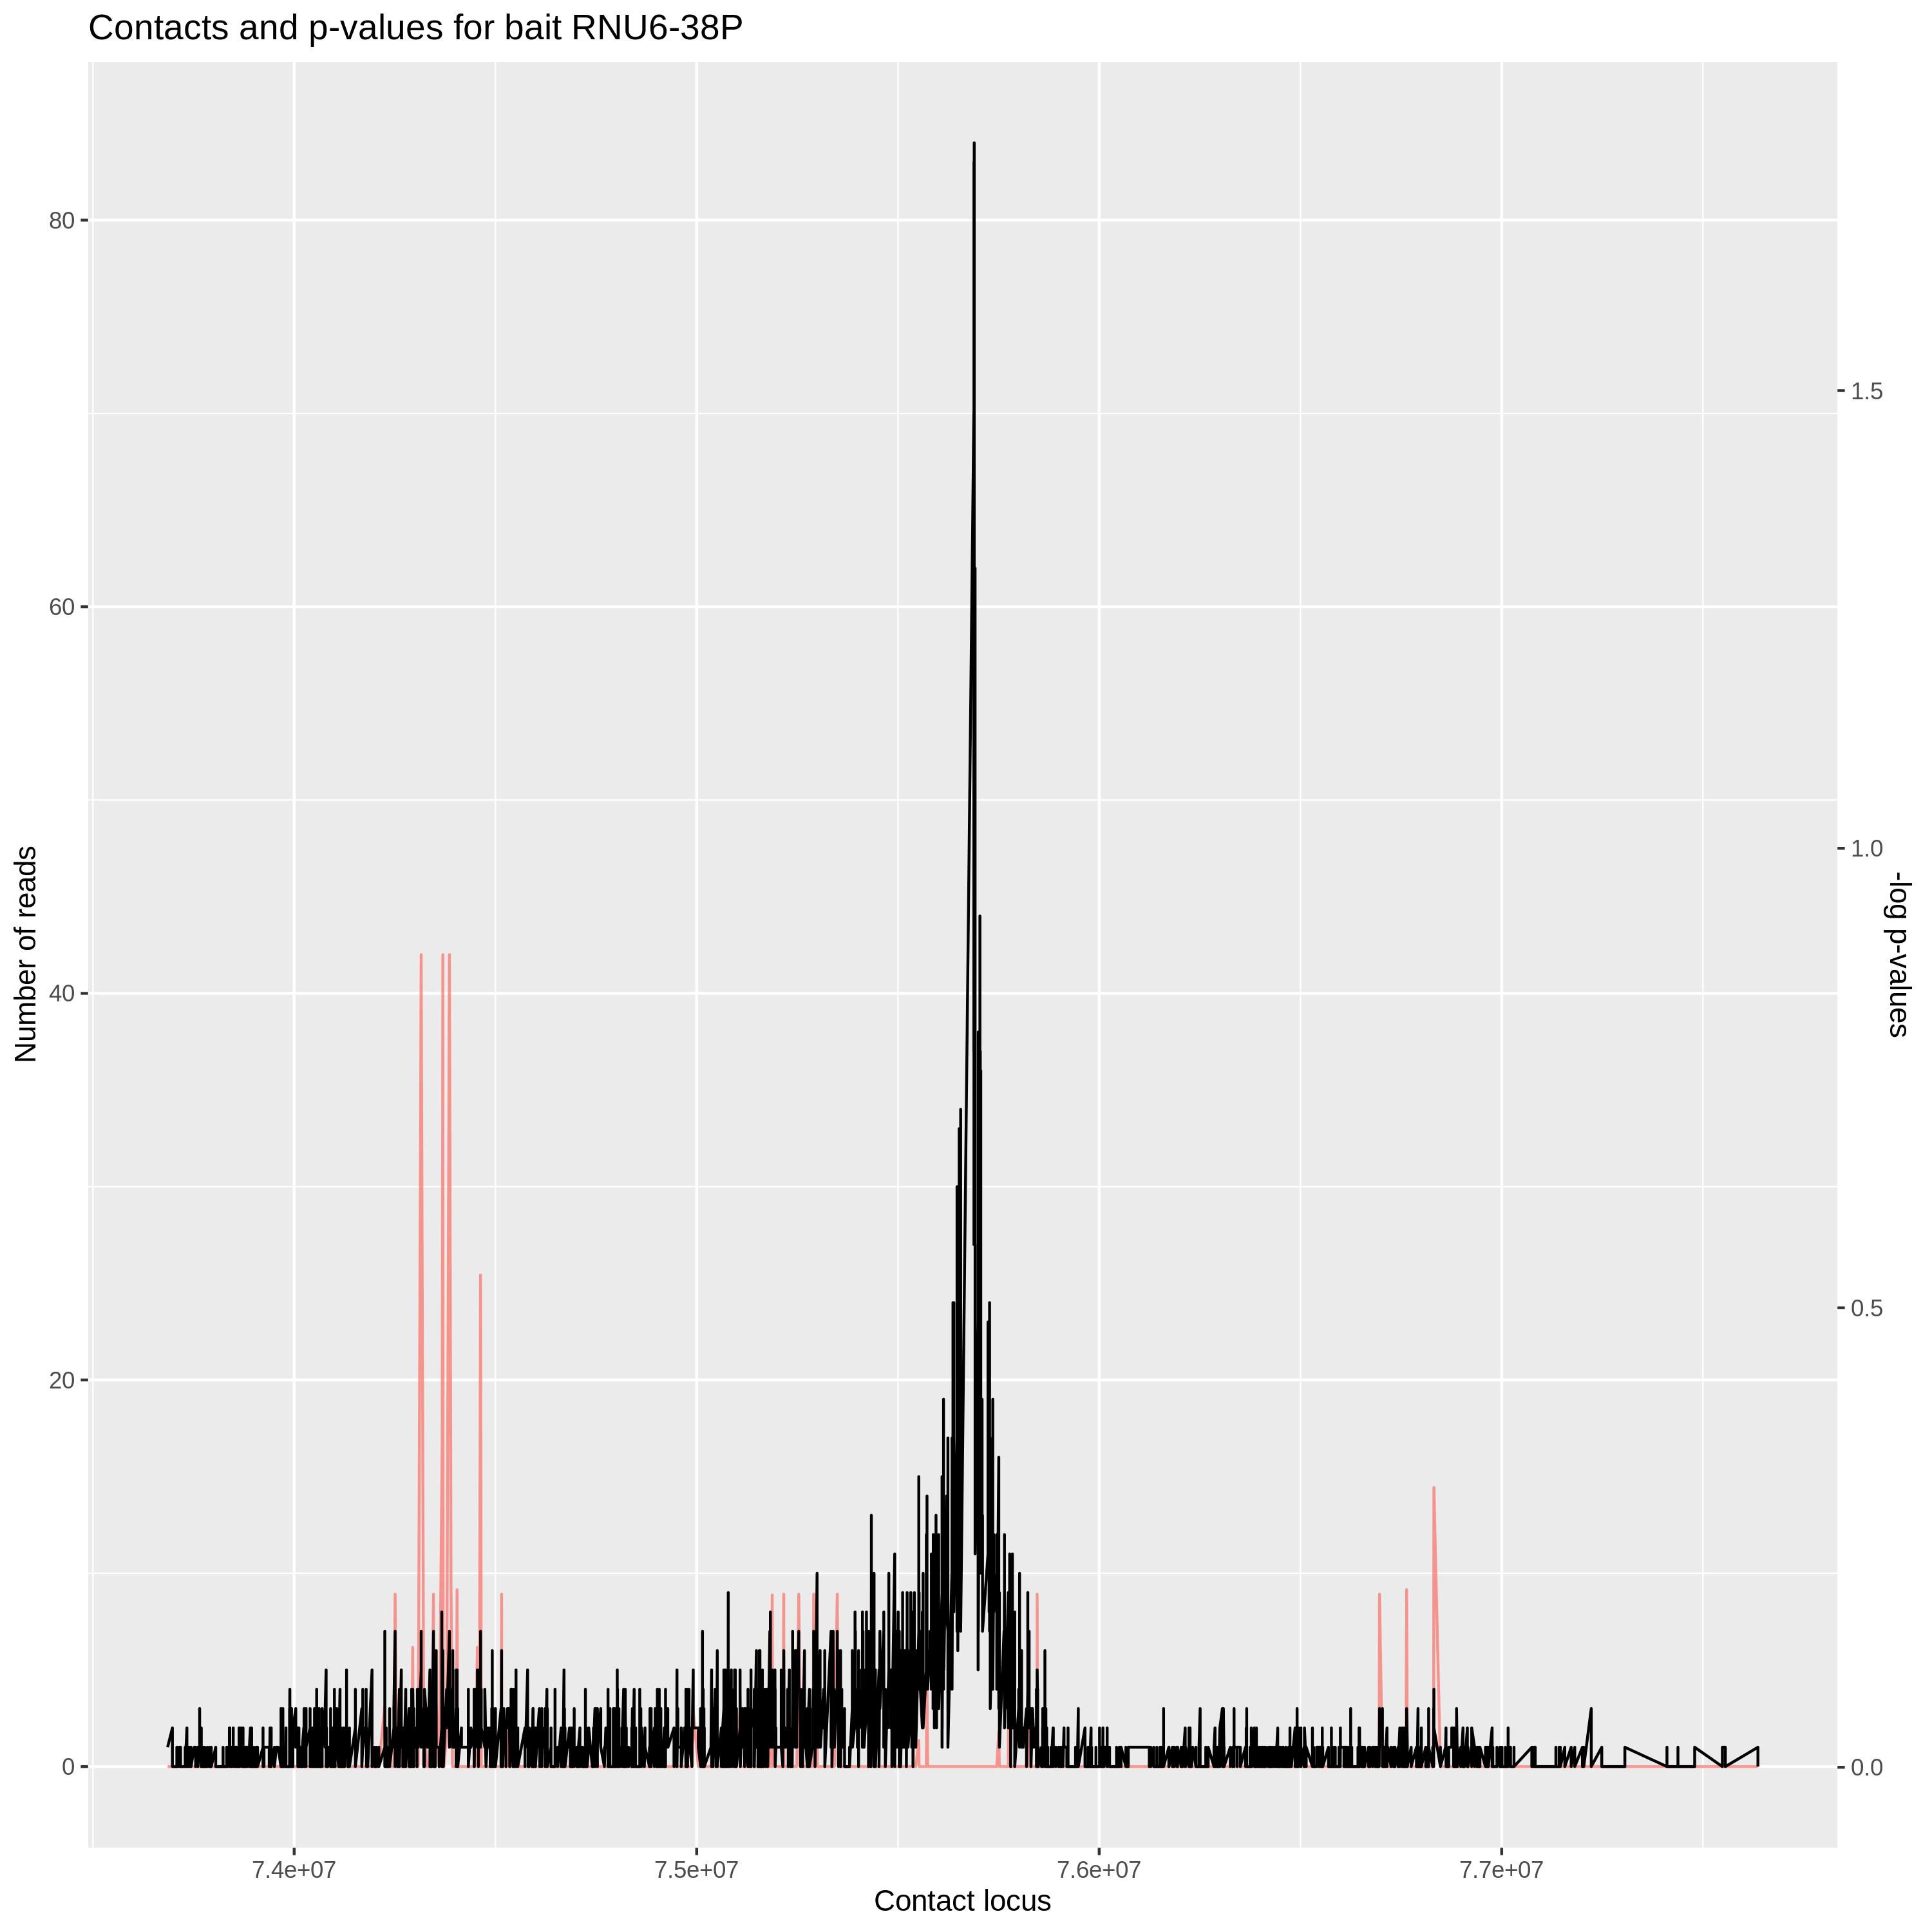 Contacts and p-values for bait RNU6-38P
80
60
40
20
0
Number of reads
1.5
1.0
0.5
0.0
-log p-values
7.4e+07
7.5e+07
7.6e+07
7.7e+07
Contact locus